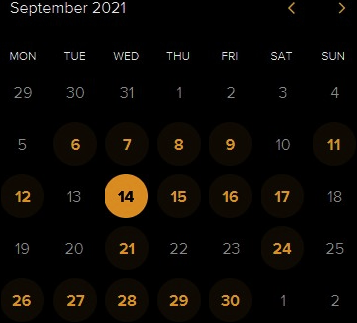 September 2021
MON TUE WED THU FRI SAT SUN
29 30 31 1 2 3 4
5 6 7 8 9 10 11
12 13 14 15 16 17 18
19 20 21 22 23 24 25
26 27 28 29 30 1 2